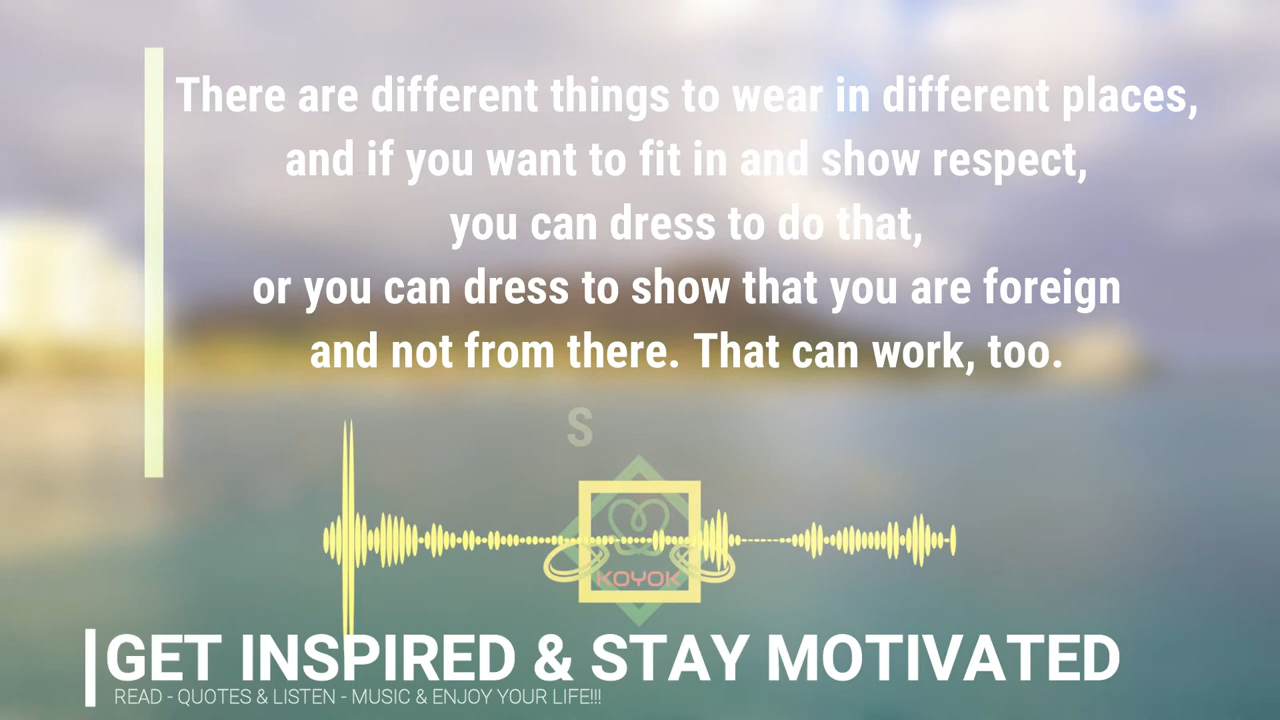 There are different things to wear in different places,
and if you want to fit in and show respect,
you can dress to do that,
or you can dress to show that you are foreign
and not from there. That can work, too.
S
KOYOK
GET INSPIRED & STAY MOTIVATED
READ - QUOTES & LISTEN - MUSIC & ENJOY YOUR LIFE!!!